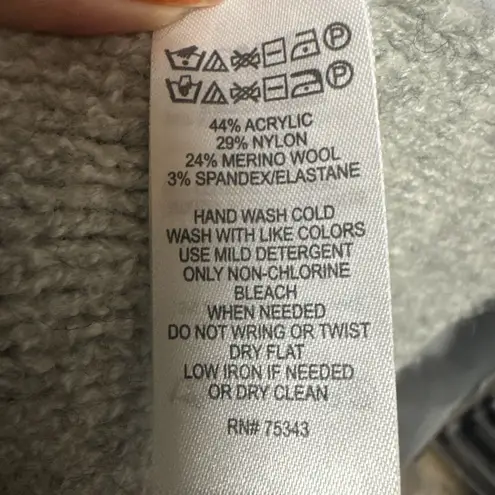 P
P
44% ACRYLIC
29% NYLON
24% MERINO WOOL
3% SPANDEX/ELASTANE
HAND WASH COLD
WASH WITH LIKE COLORS
USE MILD DETERGENT
ONLY NON-CHLORINE
BLEACH
WHEN NEEDED
DO NOT WRING OR TWIST
DRY FLAT
LOW IRON IF NEEDED
OR DRY CLEAN
RN# 75343